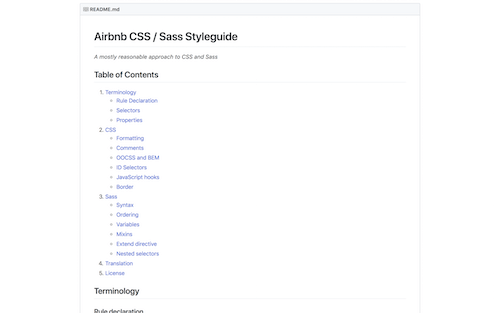 README.md
Airbnb CSS / Sass Styleguide
A mostly reasonable approach to CSS and Sass
Table of Contents
1. Terminology
Rule Declaration
Selectors
Properties
2. CSS
Formatting
Comments
OOCSS and BEM
ID Selectors
JavaScript hooks
Border
3. Sass
Syntax
Ordering
Variables
Mixins
Extend directive
Nested selectors
4. Translation
5. License
Terminology
Rule declaration